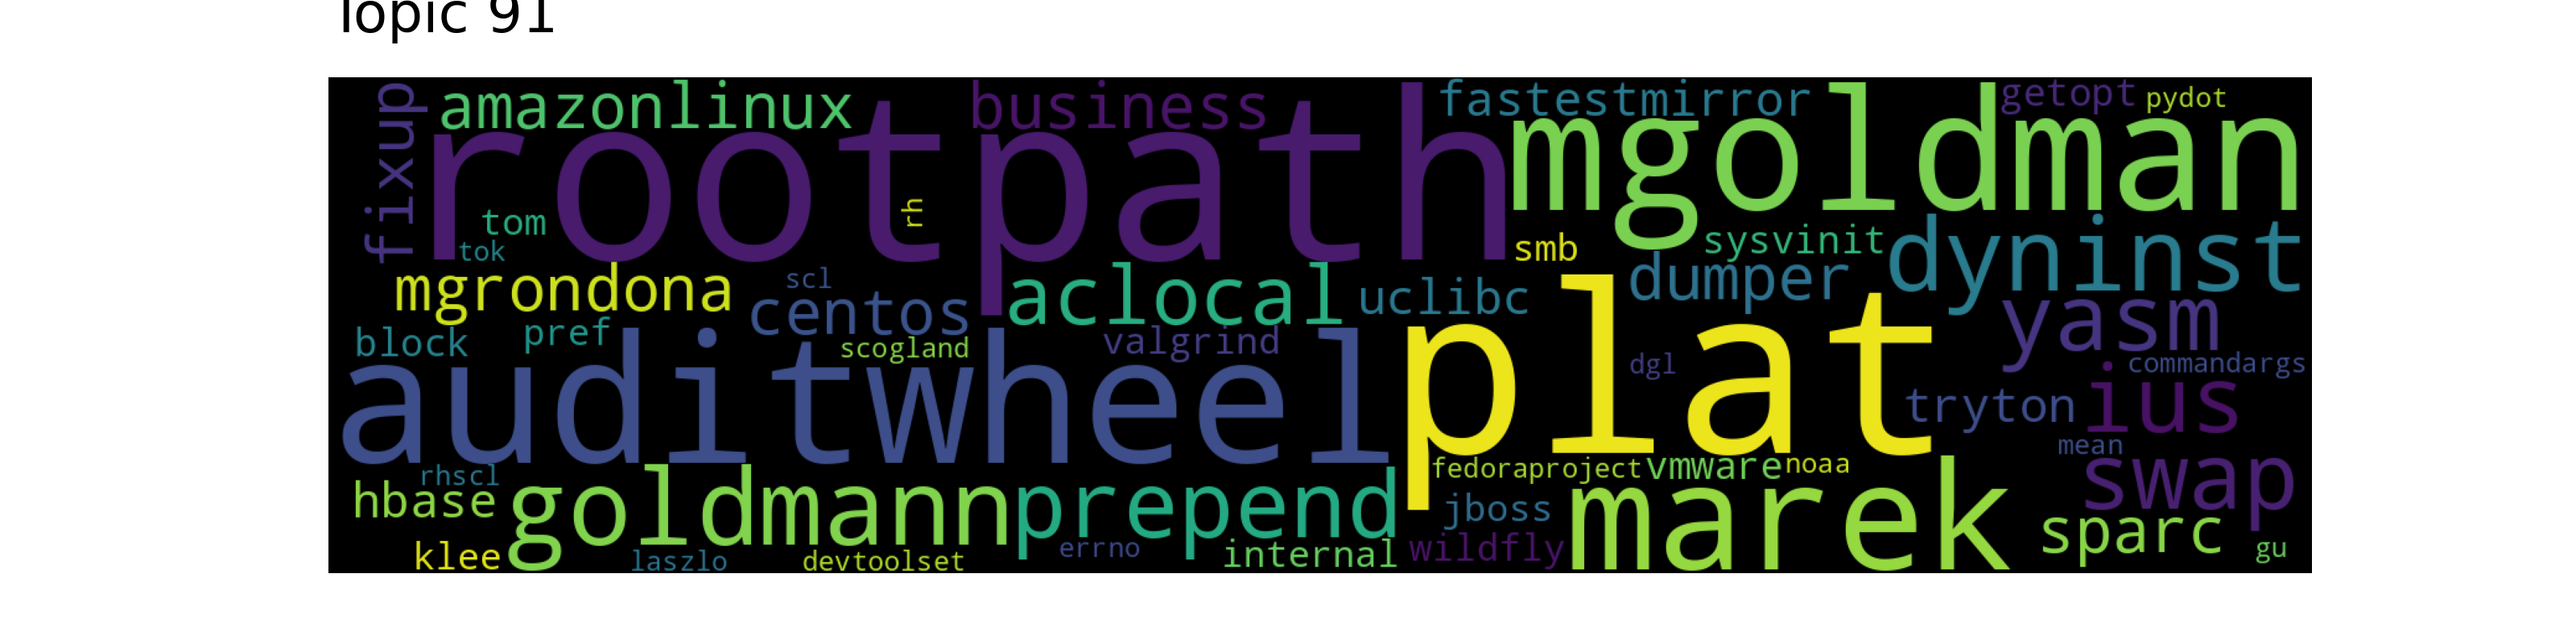 Topic 91
fixup amazonlinux business fastestmirror getopt pydot
rootpath mgoldman
tom rh
tok smb sysvinit dyninst
mgrondona scl centos aclocal uclibc dumper
block pref scogland valgrind plat dgl yasm
auditwheel commandargs
tryton ius
mean
rhscl fedoraproject vmware noaa swap
hbase goldmann prepend jboss marek sparc
klee laszlo devtoolset errno internal wildfly gu